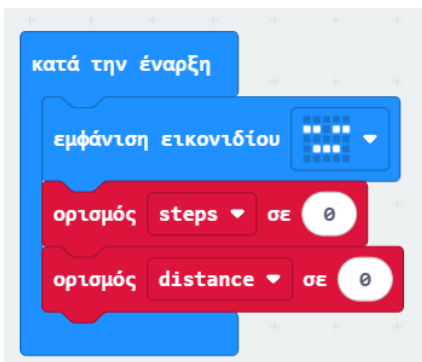 κατά την έναρξη
εμφάνιση εικονιδίου
ορισμός steps σε 0
ορισμός distance σε 0